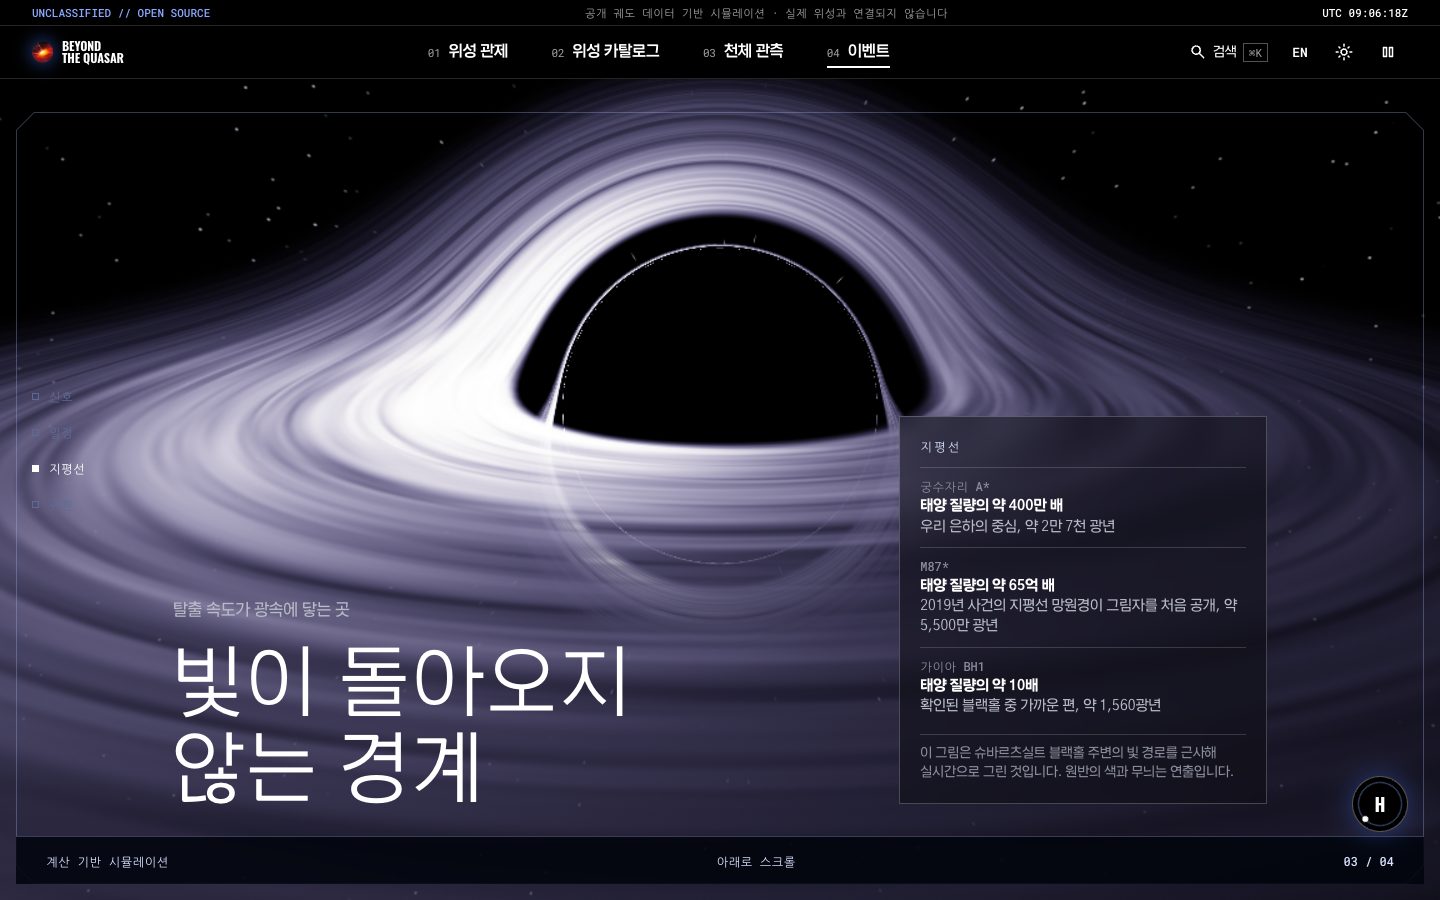 UNCLASSIFIED // OPEN SOURCE
공개 궤도 데이터 기반 시뮬레이션 · 실제 위성과 연결되지 않습니다
UTC 09:06:18Z
BEYOND
THE QUASAR
01 위성 관제
02 위성 카탈로그
03 천체 관측
04 이벤트
검색 ⌘K
EN
신호
일정
지평선
지평선
궁수자리 A*
태양 질량의 약 400만 배
우리 은하의 중심, 약 2만 7천 광년
M87*
태양 질량의 약 65억 배
2019년 사건의 지평선 망원경이 그림자를 처음 공개, 약
5,500만 광년
가이아 BH1
태양 질량의 약 10배
확인된 블랙홀 중 가까운 편, 약 1,560광년
이 그림은 슈바르츠실트 블랙홀 주변의 빛 경로를 근사해
실시간으로 그린 것입니다. 원반의 색과 무늬는 연출입니다.
탈출 속도가 광속에 닿는 곳
빛이 돌아오지
않는 경계
H
계산 기반 시뮬레이션
아래로 스크롤
03 / 04